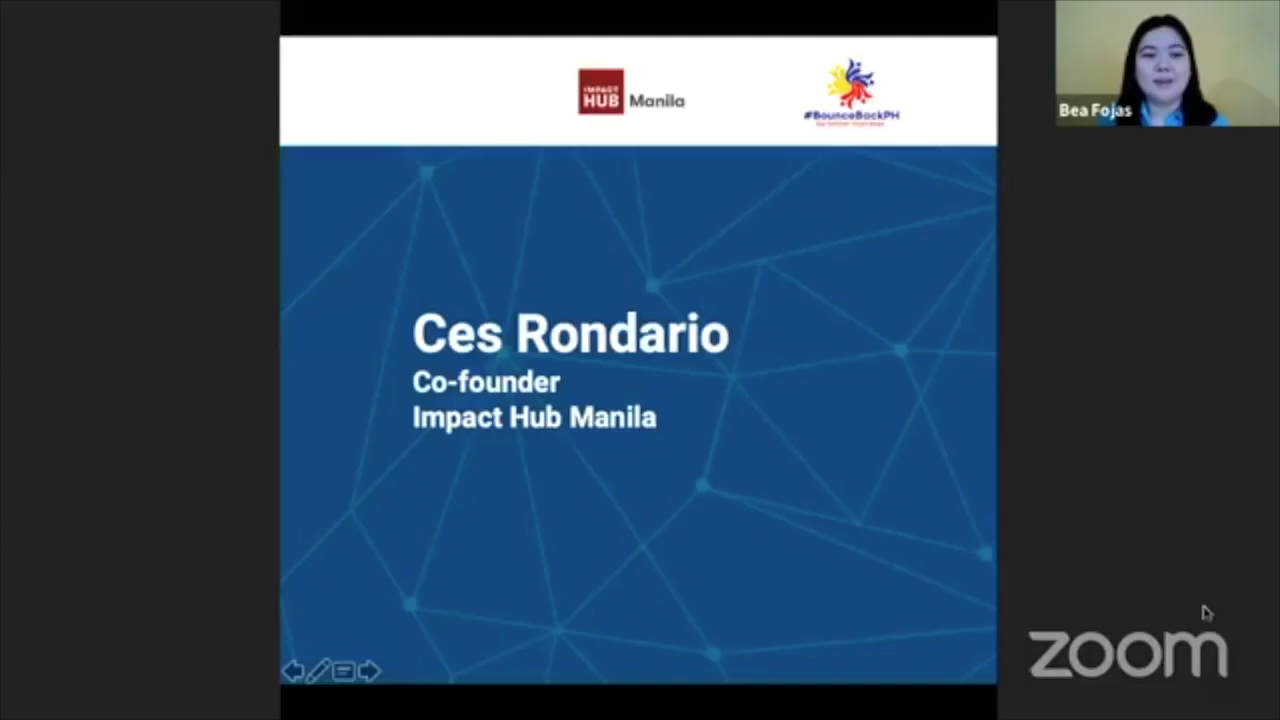 IMPACT
HUB Manila
#BounceBackPH
Bea Fojas
Ces Rondario
Co-founder
Impact Hub Manila
zoom